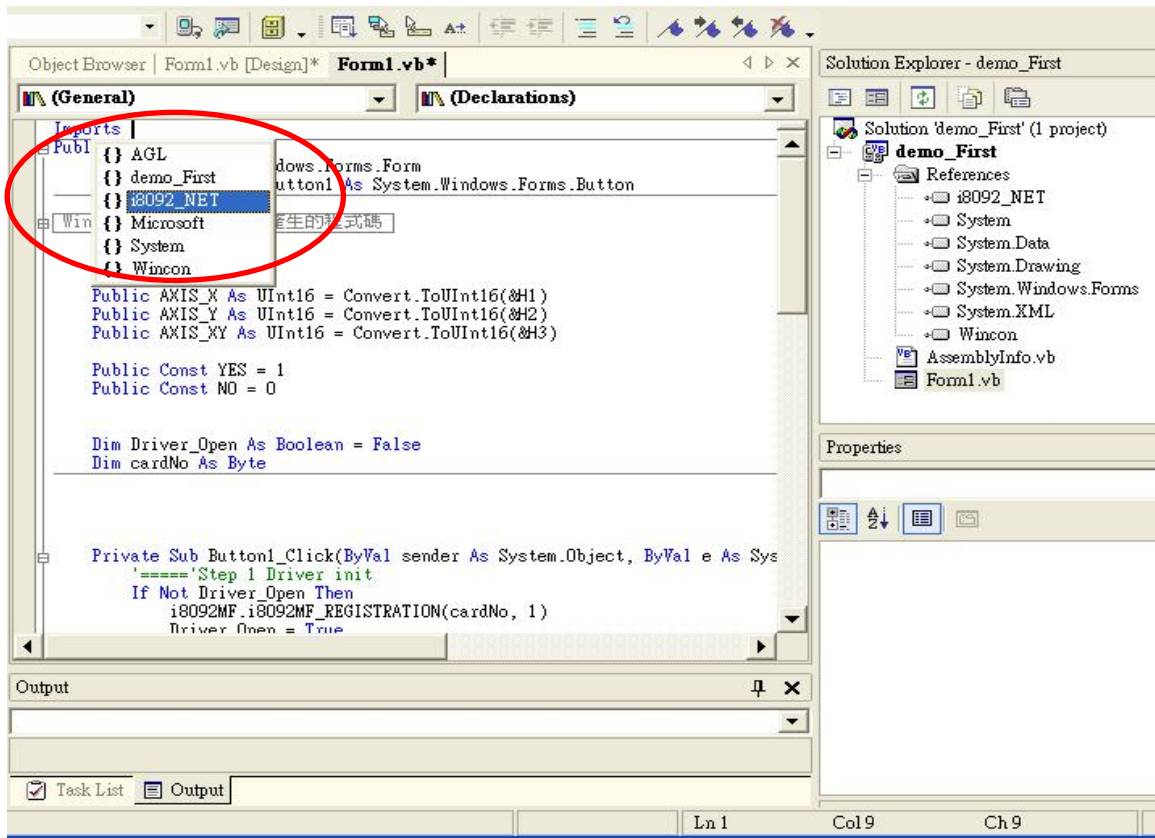 Object Browser | Form1.vb [Design]* Form1.vb*
(General) (Declarations)
Imports
Publ
{} AGL
{} demo_First
{} i8092_NET
{} Microsoft
{} System
{} Wincon
dows.Forms.Form
utton1 As System.Windows.Forms.Button
Win 產生的程式碼
Public AXIS_X As UInt16 = Convert.ToUInt16(&H1)
Public AXIS_Y As UInt16 = Convert.ToUInt16(&H2)
Public AXIS_XY As UInt16 = Convert.ToUInt16(&H3)
Public Const YES = 1
Public Const NO = 0
Dim Driver_Open As Boolean = False
Dim cardNo As Byte
Private Sub Button1_Click(ByVal sender As System.Object, ByVal e As Sys
'====='Step 1 Driver init
If Not Driver_Open Then
i8092MF.i8092MF_REGISTRATION(cardNo, 1)
Driver_Open = True
Output
Task List Output
Solution Explorer - demo_First
Solution 'demo_First' (1 project)
demo_First
References
i8092_NET
System
System.Data
System.Drawing
System.Windows.Forms
System.XML
Wincon
AssemblyInfo.vb
Form1.vb
Properties
Ln 1 Col 9 Ch 9